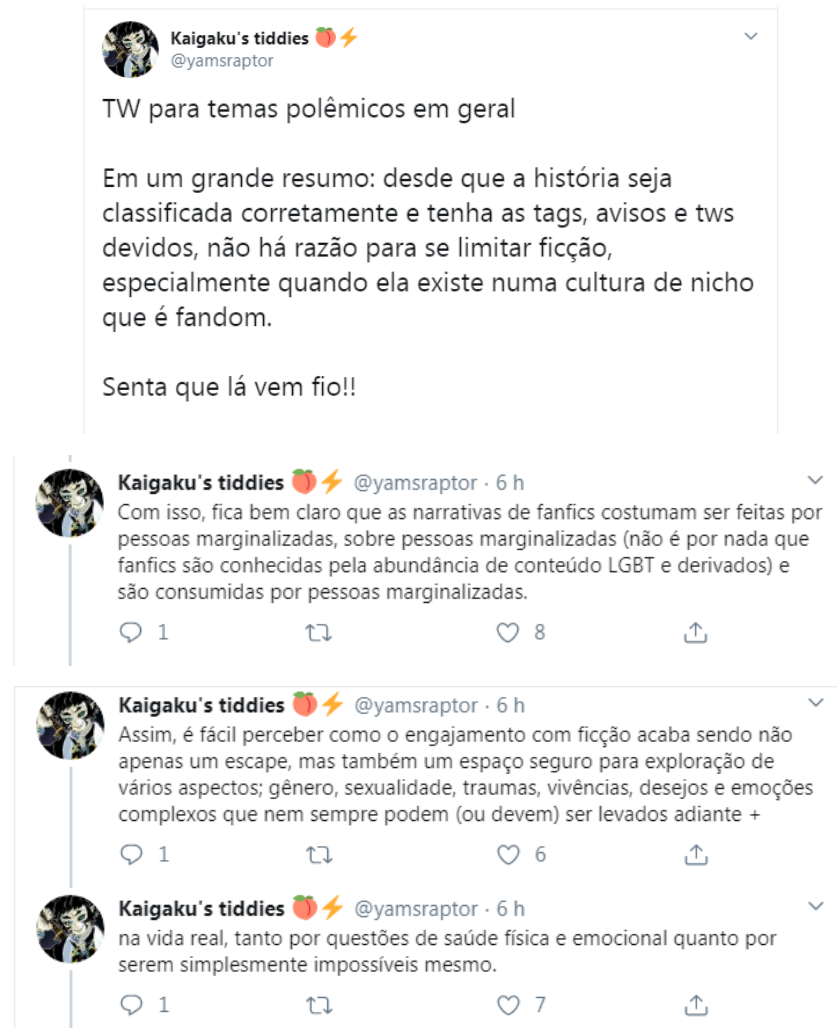 Kaigaku's tiddies 🍑⚡
@yamsraptor
TW para temas polêmicos em geral
Em um grande resumo: desde que a história seja
classificada corretamente e tenha as tags, avisos e tws
devidos, não há razão para se limitar ficção,
especialmente quando ela existe numa cultura de nicho
que é fandom.
Senta que lá vem fio!!
Kaigaku's tiddies 🍑⚡ @yamsraptor · 6 h
Com isso, fica bem claro que as narrativas de fanfics costumam ser feitas por
pessoas marginalizadas, sobre pessoas marginalizadas (não é por nada que
fanfics são conhecidas pela abundância de conteúdo LGBT e derivados) e
são consumidas por pessoas marginalizadas.
1 8
Kaigaku's tiddies 🍑⚡ @yamsraptor · 6 h
Assim, é fácil perceber como o engajamento com ficção acaba sendo não
apenas um escape, mas também um espaço seguro para exploração de
vários aspectos; gênero, sexualidade, traumas, vivências, desejos e emoções
complexos que nem sempre podem (ou devem) ser levados adiante +
1 6
Kaigaku's tiddies 🍑⚡ @yamsraptor · 6 h
na vida real, tanto por questões de saúde física e emocional quanto por
serem simplesmente impossíveis mesmo.
1 7